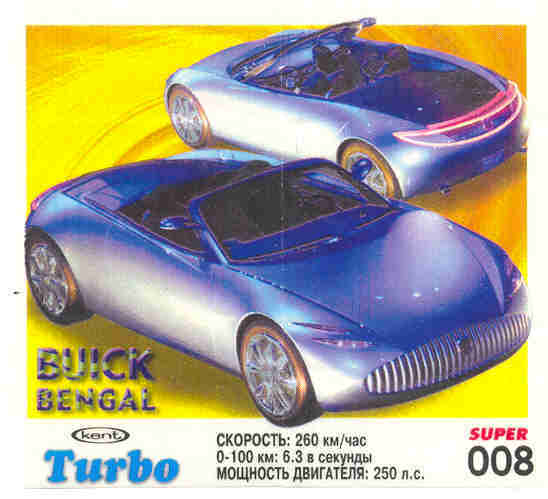 BUICK
BENGAL
kent
Turbo
СКОРОСТЬ: 260 км/час
0-100 км: 6.3 в секунды
МОЩНОСТЬ ДВИГАТЕЛЯ: 250 л.с.
SUPER
008